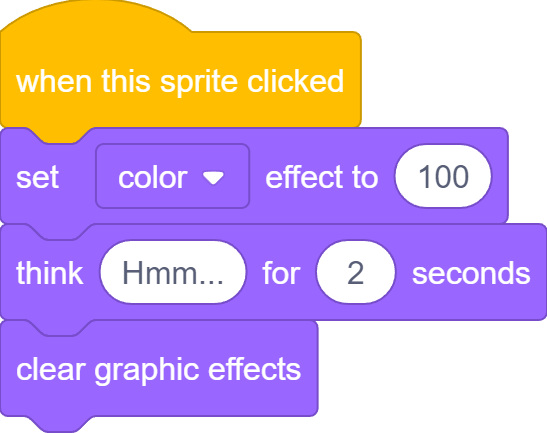 when this sprite clicked
set color effect to 100
think Hmm... for 2 seconds
clear graphic effects